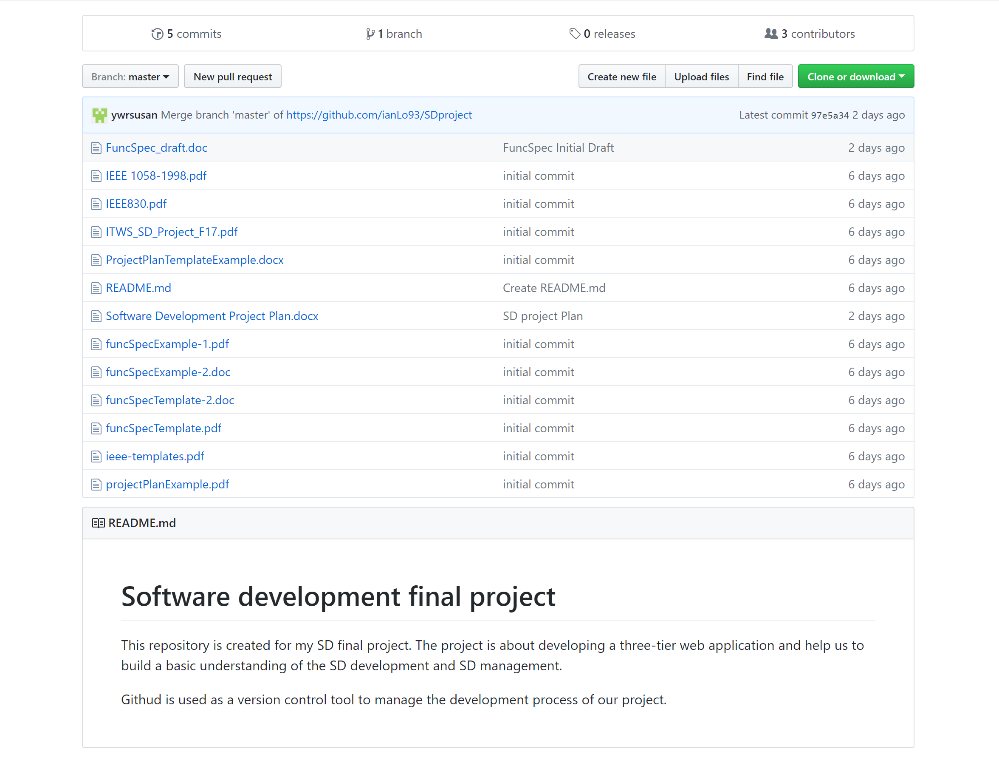 5 commits 1 branch 0 releases 3 contributors
Branch: master New pull request Create new file Upload files Find file Clone or download
ywrsusan Merge branch 'master' of https://github.com/ianLo93/SDproject Latest commit 97e5a34 2 days ago
FuncSpec_draft.doc FuncSpec Initial Draft 2 days ago
IEEE 1058-1998.pdf initial commit 6 days ago
IEEE830.pdf initial commit 6 days ago
ITWS_SD_Project_F17.pdf initial commit 6 days ago
ProjectPlanTemplateExample.docx initial commit 6 days ago
README.md Create README.md 6 days ago
Software Development Project Plan.docx SD project Plan 2 days ago
funcSpecExample-1.pdf initial commit 6 days ago
funcSpecExample-2.doc initial commit 6 days ago
funcSpecTemplate-2.doc initial commit 6 days ago
funcSpecTemplate.pdf initial commit 6 days ago
ieee-templates.pdf initial commit 6 days ago
projectPlanExample.pdf initial commit 6 days ago
README.md
Software development final project
This repository is created for my SD final project. The project is about developing a three-tier web application and help us to
build a basic understanding of the SD development and SD management.
Githud is used as a version control tool to manage the development process of our project.